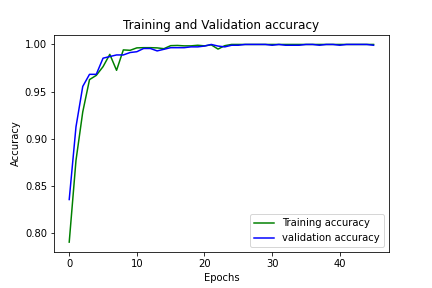 Training and Validation accuracy
1.00
0.95
0.90
0.85
0.80
Accuracy
Training accuracy
validation accuracy
0
10
20
30
40
Epochs